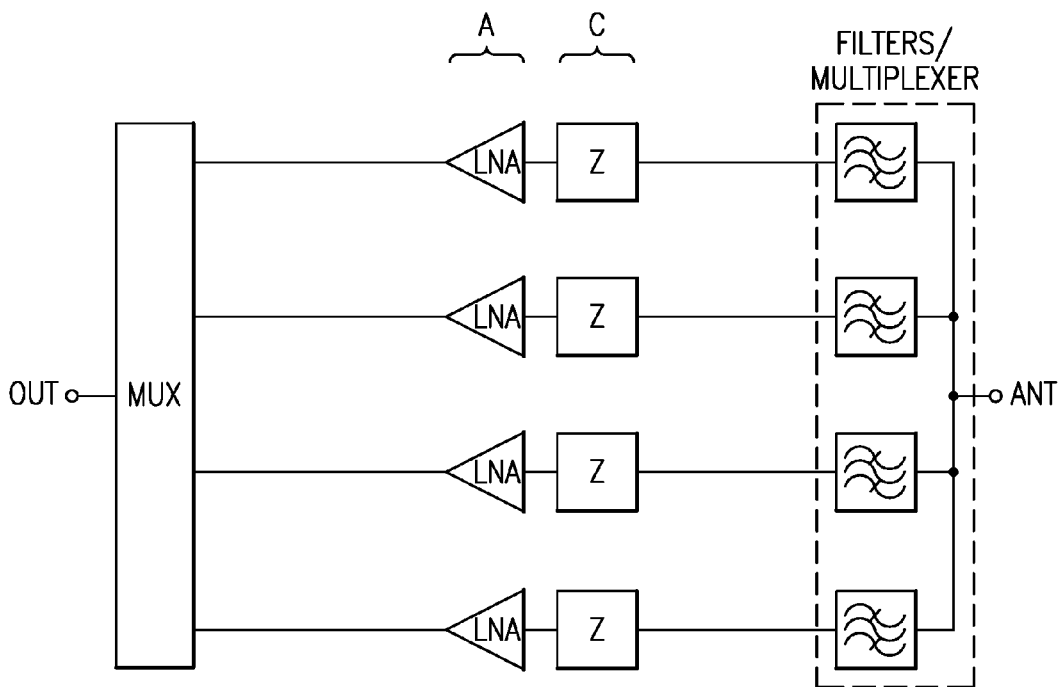 A
C
FILTERS/
MULTIPLEXER
LNA
Z
LNA
Z
OUT
MUX
ANT
LNA
Z
LNA
Z